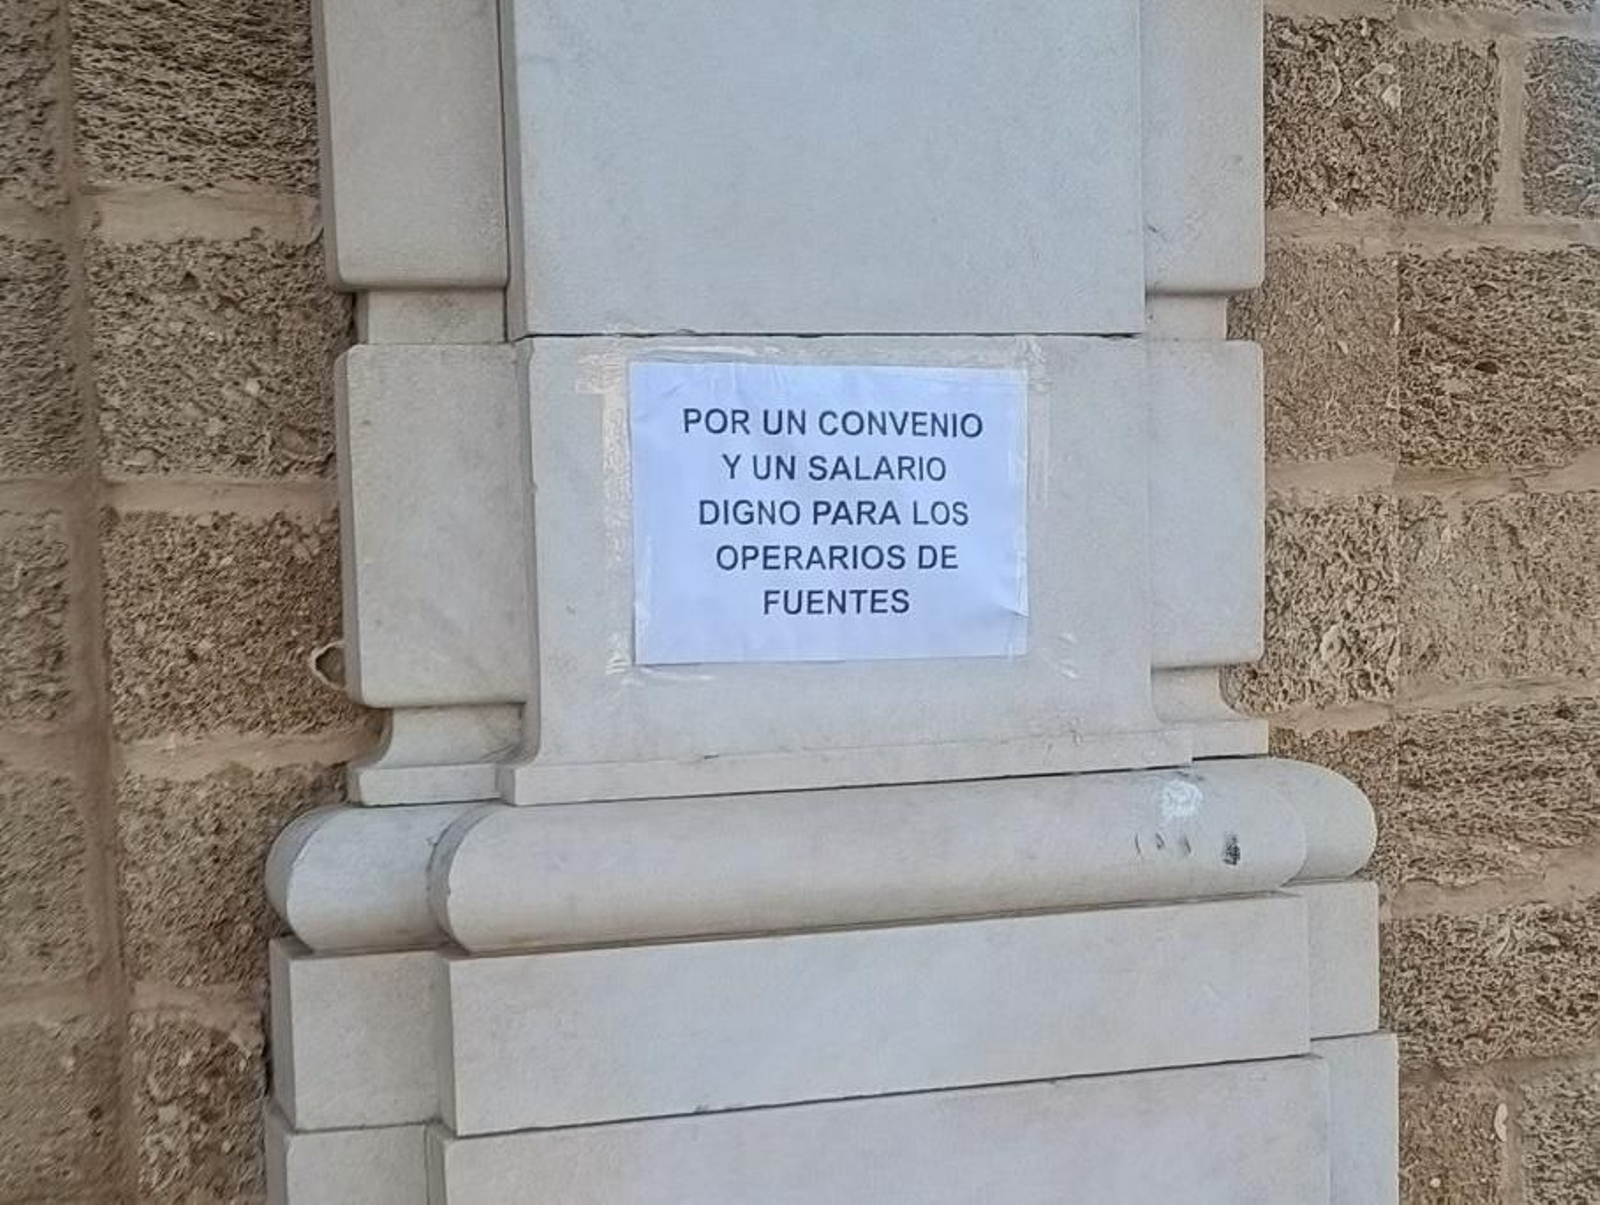 POR UN CONVENIO
Y UN SALARIO
DIGNO PARA LOS
OPERARIOS DE
FUENTES